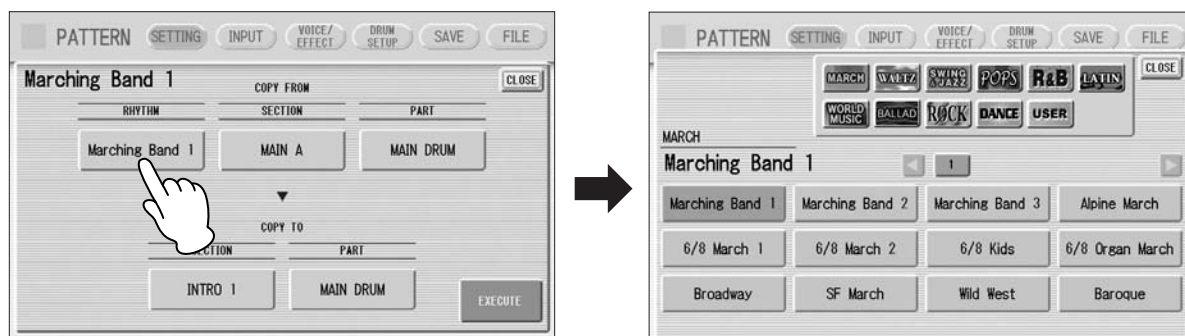 PATTERN SETTING INPUT VOICE/EFFECT DRUM SETUP SAVE FILE
Marching Band 1 CLOSE
COPY FROM
RHYTHM SECTION PART
Marching Band 1 MAIN A MAIN DRUM
COPY TO
SECTION PART
INTRO 1 MAIN DRUM EXECUTE
PATTERN SETTING INPUT VOICE/EFFECT DRUM SETUP SAVE FILE
MARCH WALTZ SWING &JAZZ POPS R&B LATIN CLOSE
WORLD MUSIC BALLAD ROCK DANCE USER
MARCH
Marching Band 1 1
Marching Band 1 Marching Band 2 Marching Band 3 Alpine March
6/8 March 1 6/8 March 2 6/8 Kids 6/8 Organ March
Broadway SF March Wild West Baroque